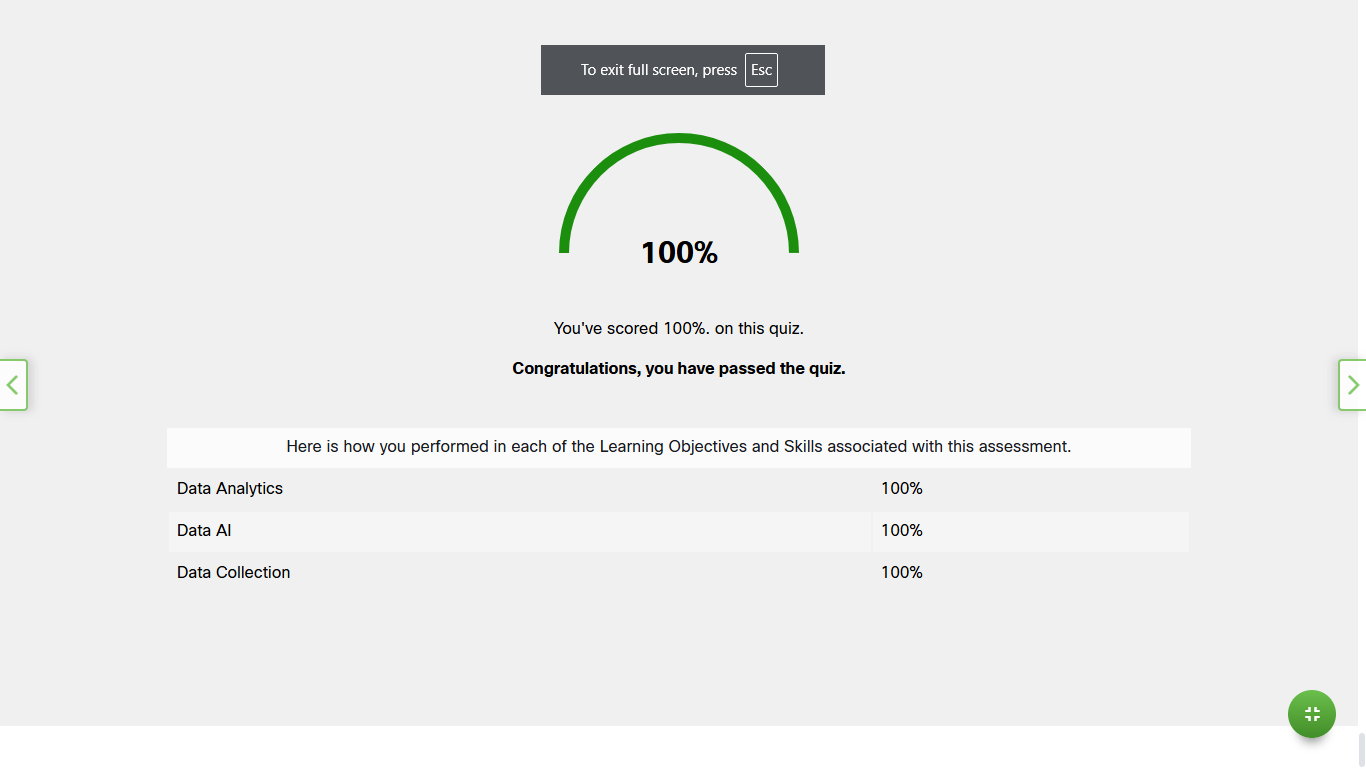 To exit full screen, press Esc
100%
You've scored 100%. on this quiz.
Congratulations, you have passed the quiz.
Here is how you performed in each of the Learning Objectives and Skills associated with this assessment.
Data Analytics 100%
Data AI 100%
Data Collection 100%